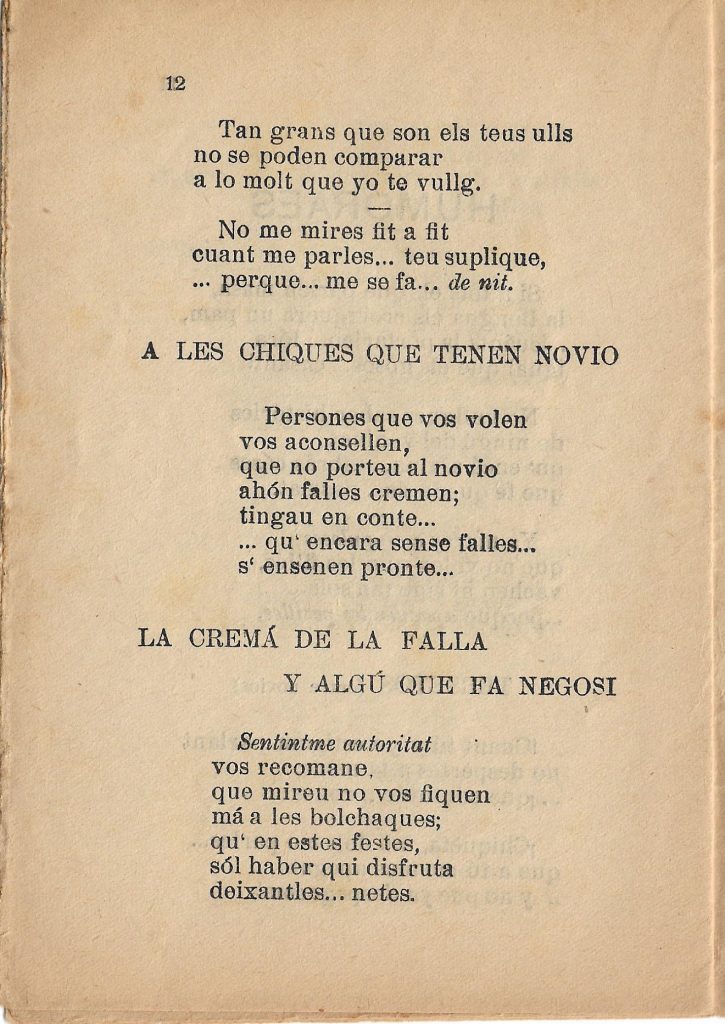 12
Tan grans que son els teus ulls
no se poden comparar
a lo molt que yo te vullg.
No me mires fit a fit
cuant me parles... teu suplique,
... perque... me se fa... de nit.
A LES CHIQUES QUE TENEN NOVIO
Persones que vos volen
vos aconsellen,
que no porteu al novio
ahón falles cremen;
tingau en conte...
... qu‘ encara sense falles...
s‘ ensenen pronte...
LA CREMÁ DE LA FALLA
Y ALGÚ QUE FA NEGOSI
Sentintme autoritat
vos recomane,
que mireu no vos fiquen
má a les bolchaques;
qu‘ en estes festes,
sól haber qui disfruta
deixantles... netes.